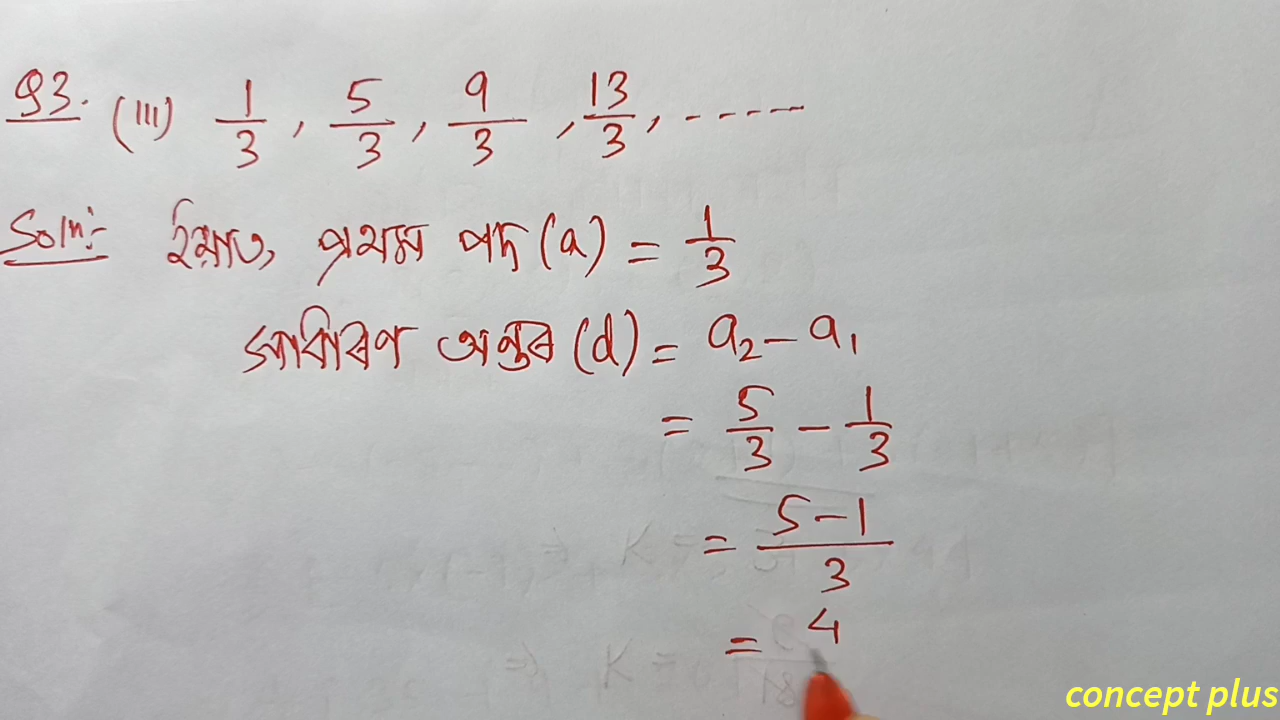 Q3. (III) 1/3, 5/3, 9/3, 13/3, -----
Soln:- ইয়াত, প্ৰথম পদ (a) = 1/3
সাধাৰণ অন্তৰ (d) = a₂ - a₁
= 5/3 - 1/3
= (5-1)/3
= 4
concept plus